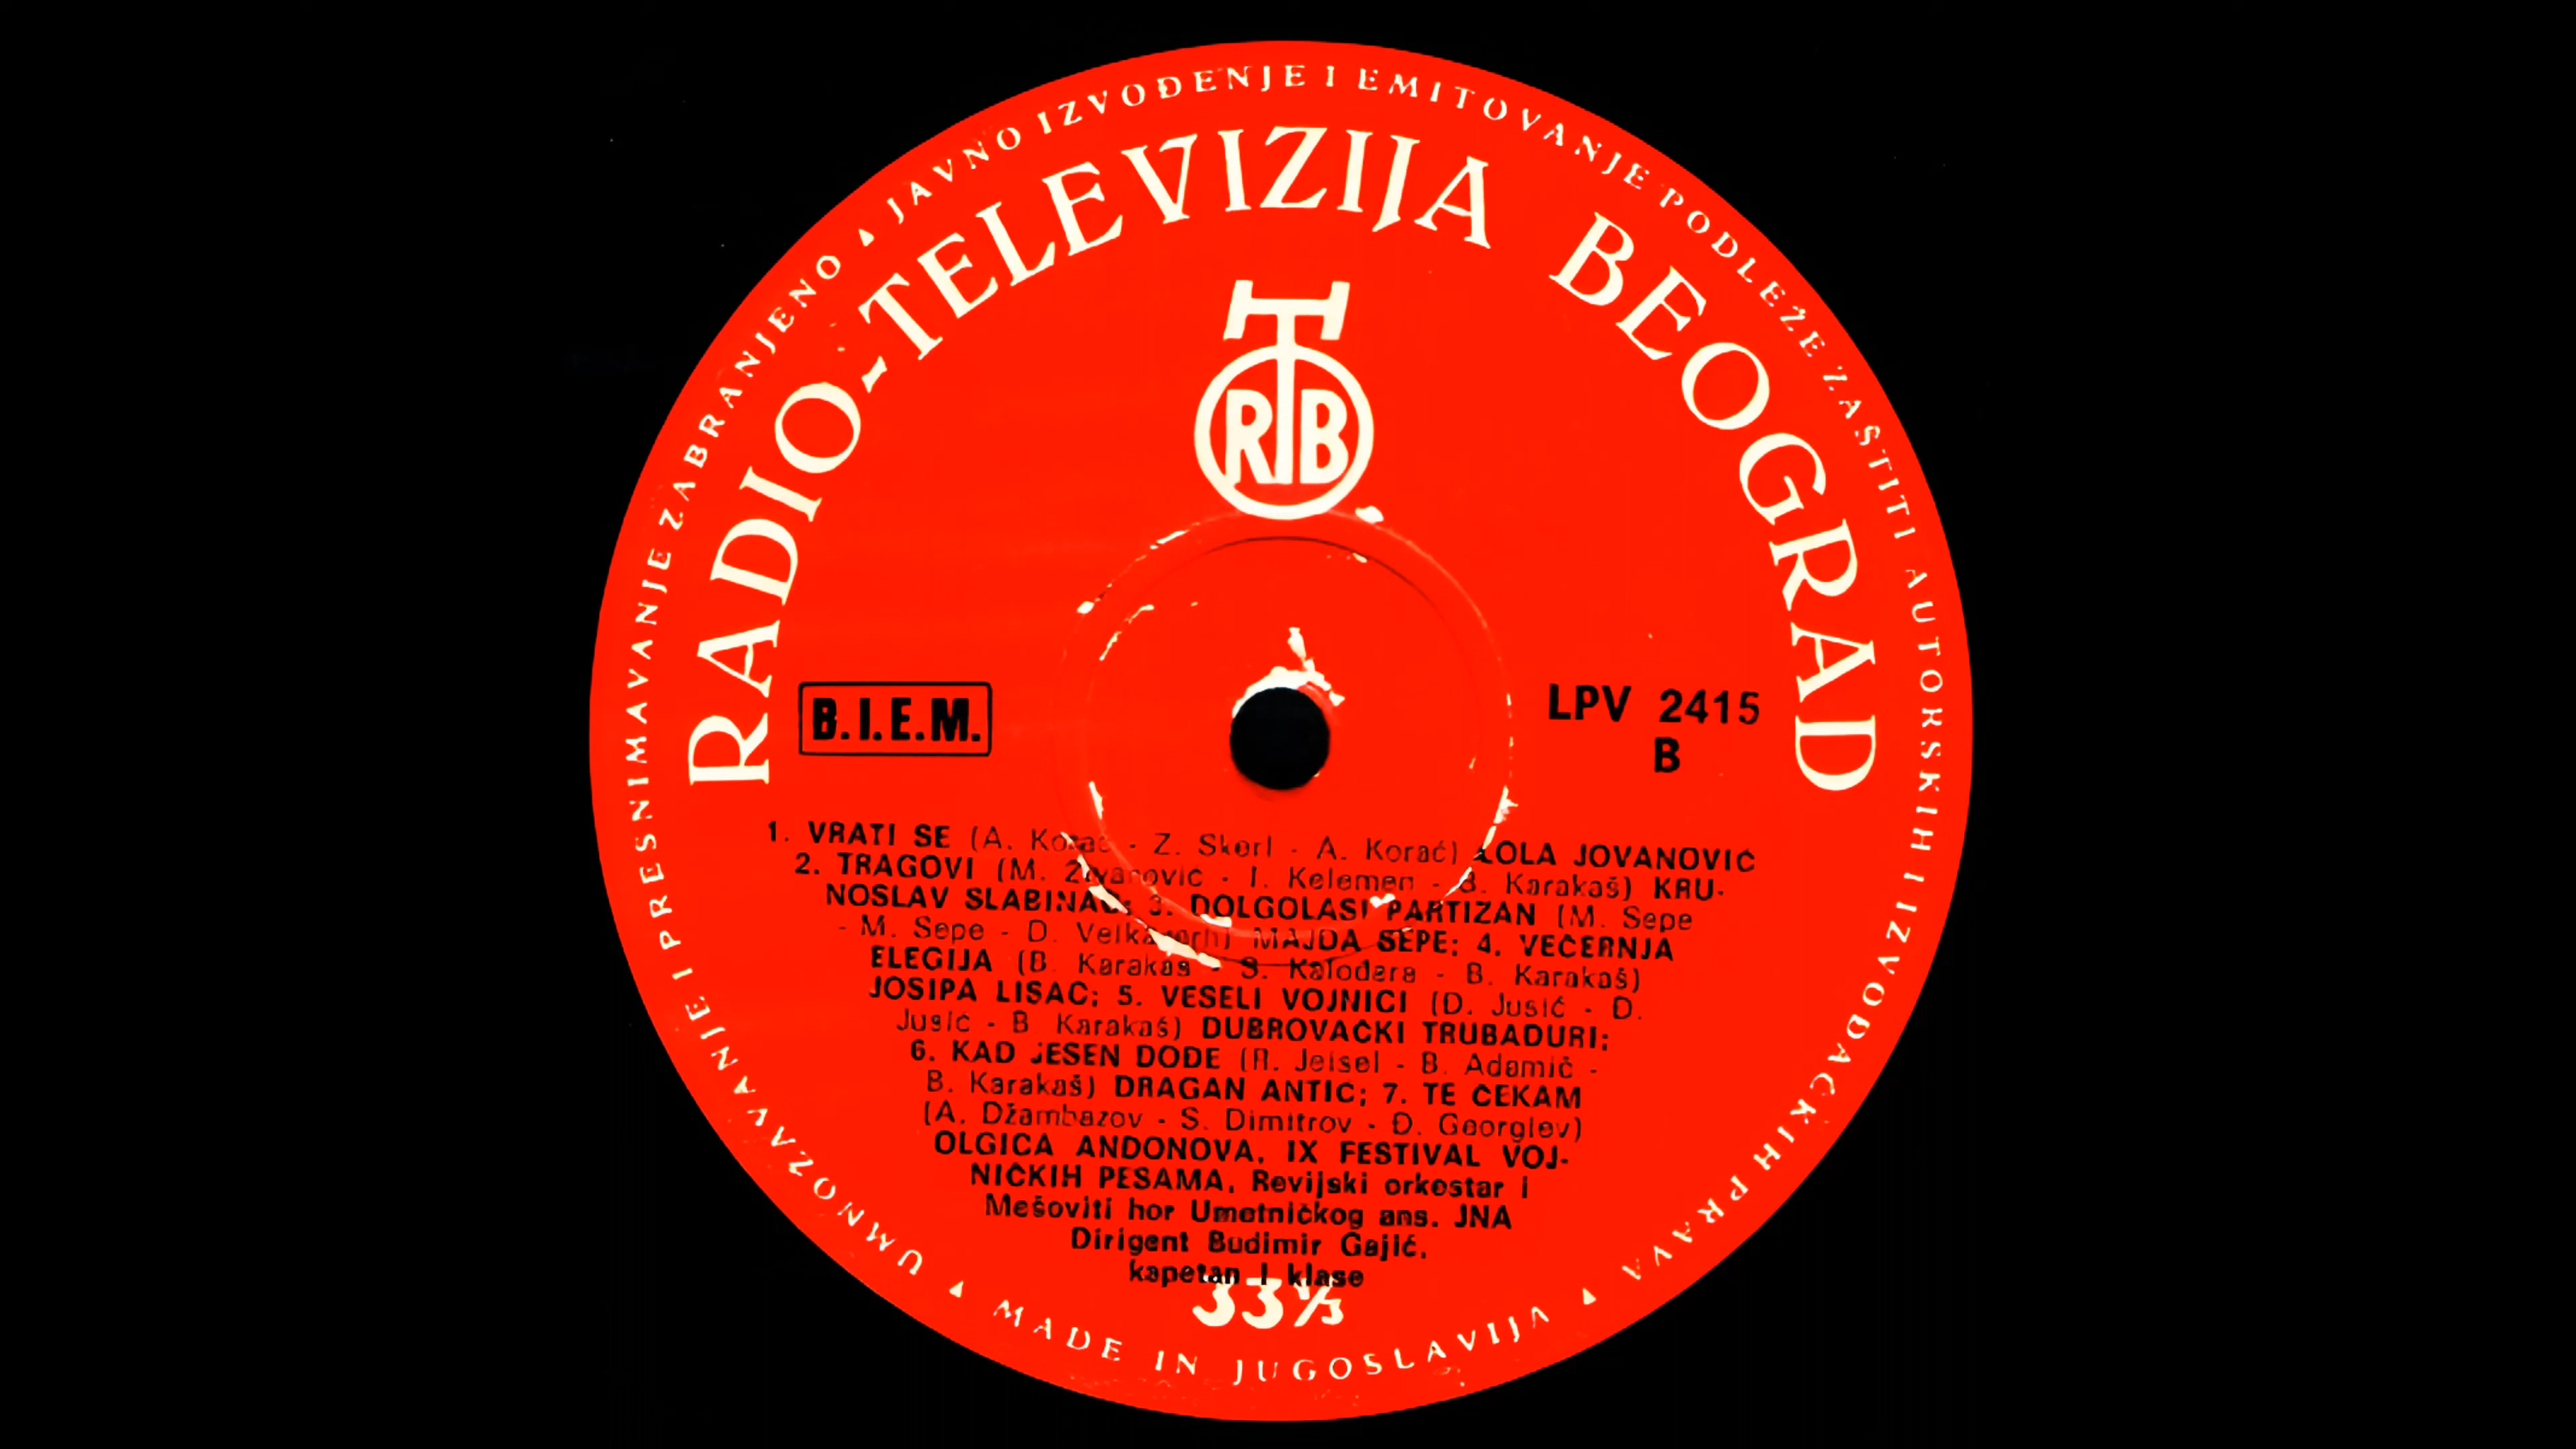 UMNOŽAVANJE I PRESNIMAVANJE ZABRANJENO ▲ JAVNO IZVOĐENJE I EMITOVANJE PODLEŽE ZAŠTITI AUTORSKIH I IZVOĐAČKIH PRAVA ▲
RADIO-TELEVIZIJA BEOGRAD
RTB
B.I.E.M.
LPV 2415
B
1. VRATI SE (A. Korać - Z. Skerl - A. Korać) LOLA JOVANOVIĆ
2. TRAGOVI (M. - I. Kelemen - B. Karakaš) KRU-
NOSLAV SLABINAC; 3. DOLGOLASI PARTIZAN (M. Sepe
- M. Sepe - D. MAJDA SEPE; 4. VEČERNJA
ELEGIJA (B. Karakaš - S. Kalođera - B. Karakaš)
JOSIPA LISAC; 5. VESELI VOJNICI (Đ. Jusić - Đ.
Jusić - B. Karakaš) DUBROVAČKI TRUBADURI;
6. KAD JESEN DOĐE (R. Jeisel - B. Adamič -
B. Karakaš) DRAGAN ANTIĆ; 7. TE ČEKAM
(A. Džambazov - S. Dimitrov - D. Georgiev)
OLGICA ANDONOVA. IX FESTIVAL VOJ-
NIČKIH PESAMA. Revijski orkestar i
Mešoviti hor Umetničkog ans. JNA
Dirigent Budimir Gajić,
kapetan I klase
33⅓
MADE IN JUGOSLAVIJA